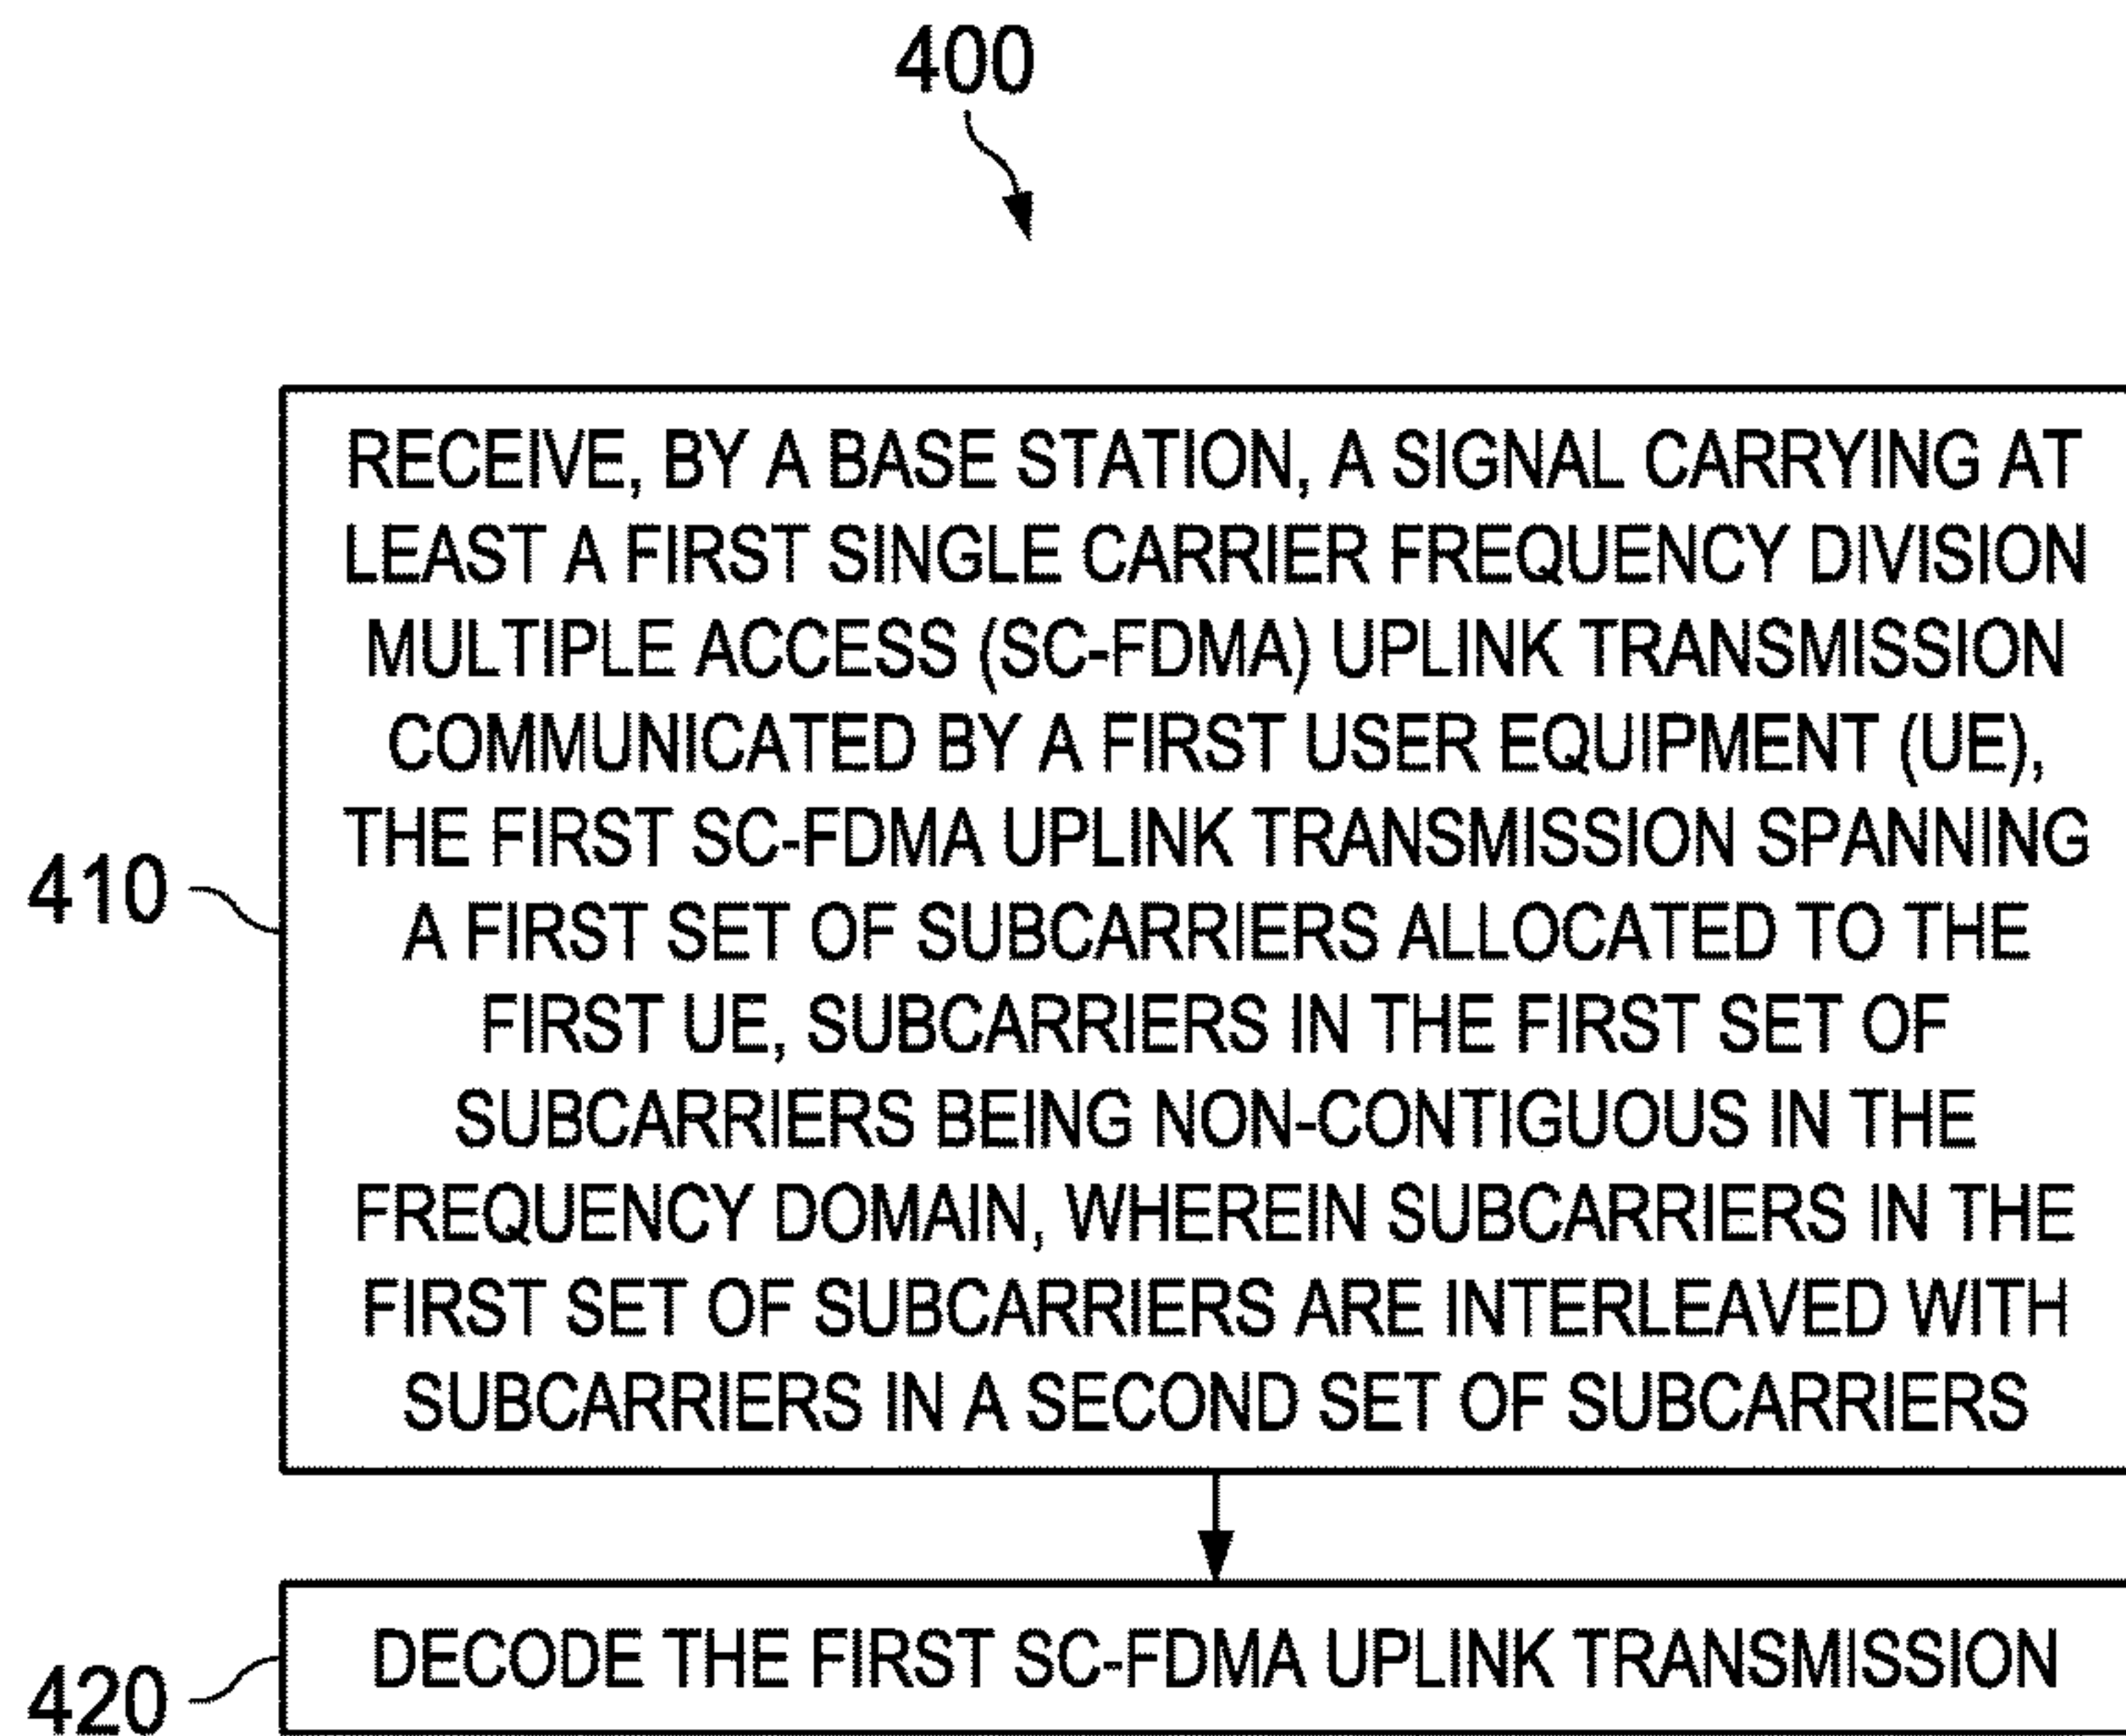 400
RECEIVE, BY A BASE STATION, A SIGNAL CARRYING AT
LEAST A FIRST SINGLE CARRIER FREQUENCY DIVISION
MULTIPLE ACCESS (SC-FDMA) UPLINK TRANSMISSION
COMMUNICATED BY A FIRST USER EQUIPMENT (UE),
THE FIRST SC-FDMA UPLINK TRANSMISSION SPANNING
A FIRST SET OF SUBCARRIERS ALLOCATED TO THE
FIRST UE, SUBCARRIERS IN THE FIRST SET OF
SUBCARRIERS BEING NON-CONTIGUOUS IN THE
FREQUENCY DOMAIN, WHEREIN SUBCARRIERS IN THE
FIRST SET OF SUBCARRIERS ARE INTERLEAVED WITH
SUBCARRIERS IN A SECOND SET OF SUBCARRIERS
410
DECODE THE FIRST SC-FDMA UPLINK TRANSMISSION
420